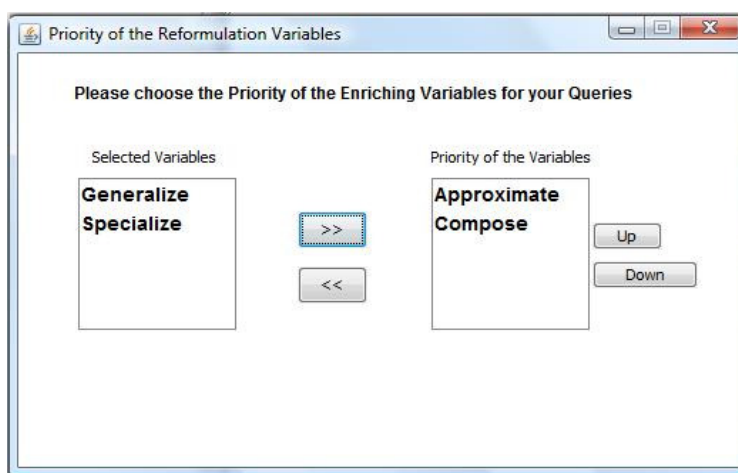 Priority of the Reformulation Variables
Please choose the Priority of the Enriching Variables for your Queries
Selected Variables
Priority of the Variables
Generalize
Specialize
>>
<<
Approximate
Compose
Up
Down